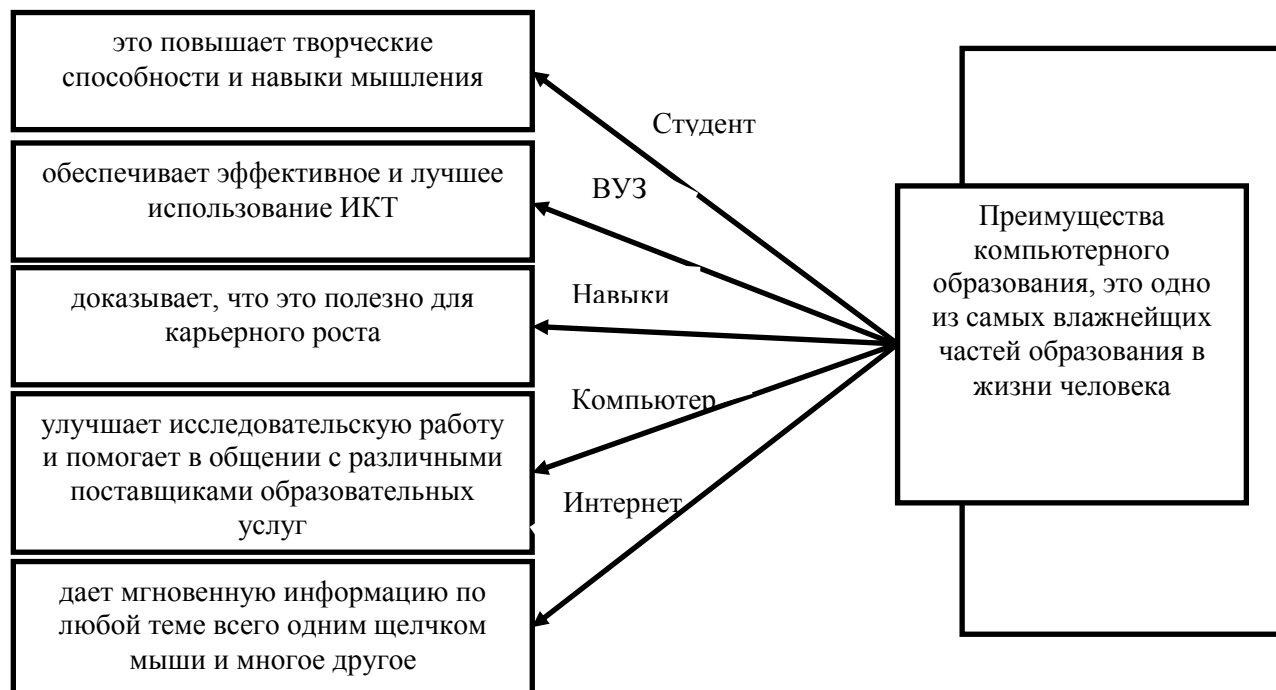 это повышает творческие
способности и навыки мышления
обеспечивает эффективное и лучшее
использование ИКТ
доказывает, что это полезно для
карьерного роста
улучшает исследовательскую работу
и помогает в общении с различными
поставщиками образовательных
услуг
дает мгновенную информацию по
любой теме всего одним щелчком
мыши и многое другое
Студент
ВУЗ
Навыки
Компьютер
Интернет
Преимущества
компьютерного
образования, это одно
из самых влажнейщих
частей образования в
жизни человека